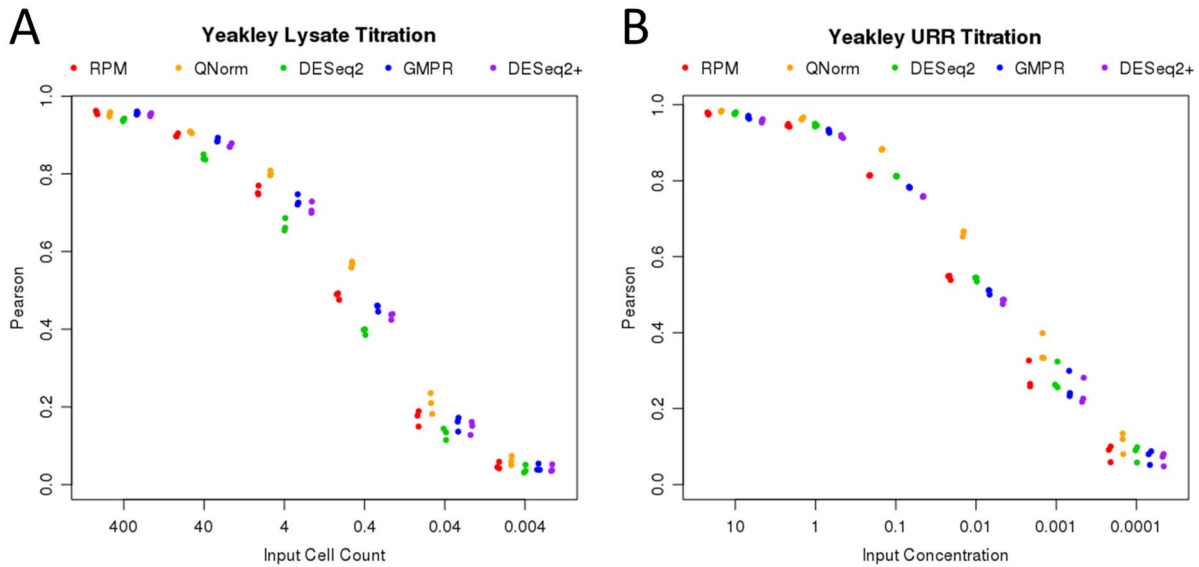 A
Yeakley Lysate Titration
RPM QNorm DESeq2 GMPR DESeq2+
1.0
0.8
0.6
0.4
0.2
0.0
Pearson
400 40 4 0.4 0.04 0.004
Input Cell Count
B
Yeakley URR Titration
RPM QNorm DESeq2 GMPR DESeq2+
1.0
0.8
0.6
0.4
0.2
0.0
Pearson
10 1 0.1 0.01 0.001 0.0001
Input Concentration